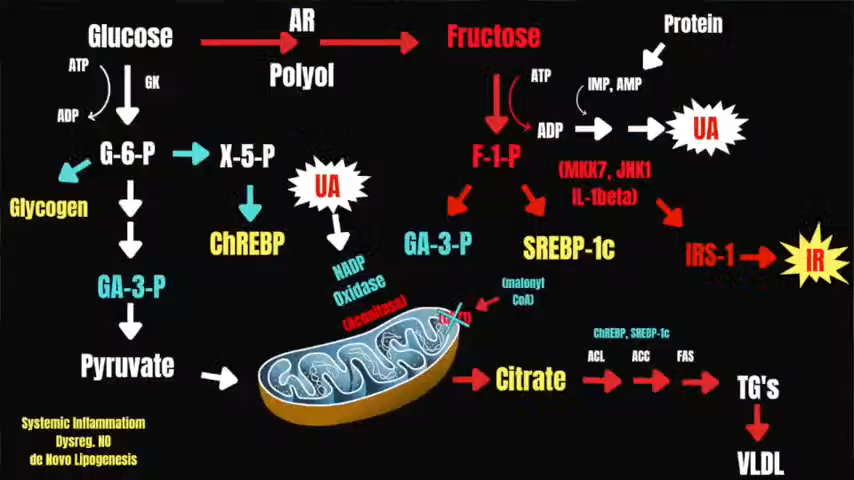 Glucose
AR
Polyol
Fructose
Protein
ATP
GK
ADP
ATP
IMP, AMP
ADP
UA
G-6-P
X-5-P
F-1-P
(MKK7, JNK1
IL-1beta)
UA
Glycogen
ChREBP
GA-3-P
SREBP-1c
IRS-1
IR
NADP
Oxidase
(Aconitase)
GA-3-P
(malonyl
CoA)
Pyruvate
Citrate
ChREBP, SREBP-1c
ACL
ACC
FAS
TG's
VLDL
Systemic Inflammatiom
Dysreg. NO
de Novo Lipogenesis